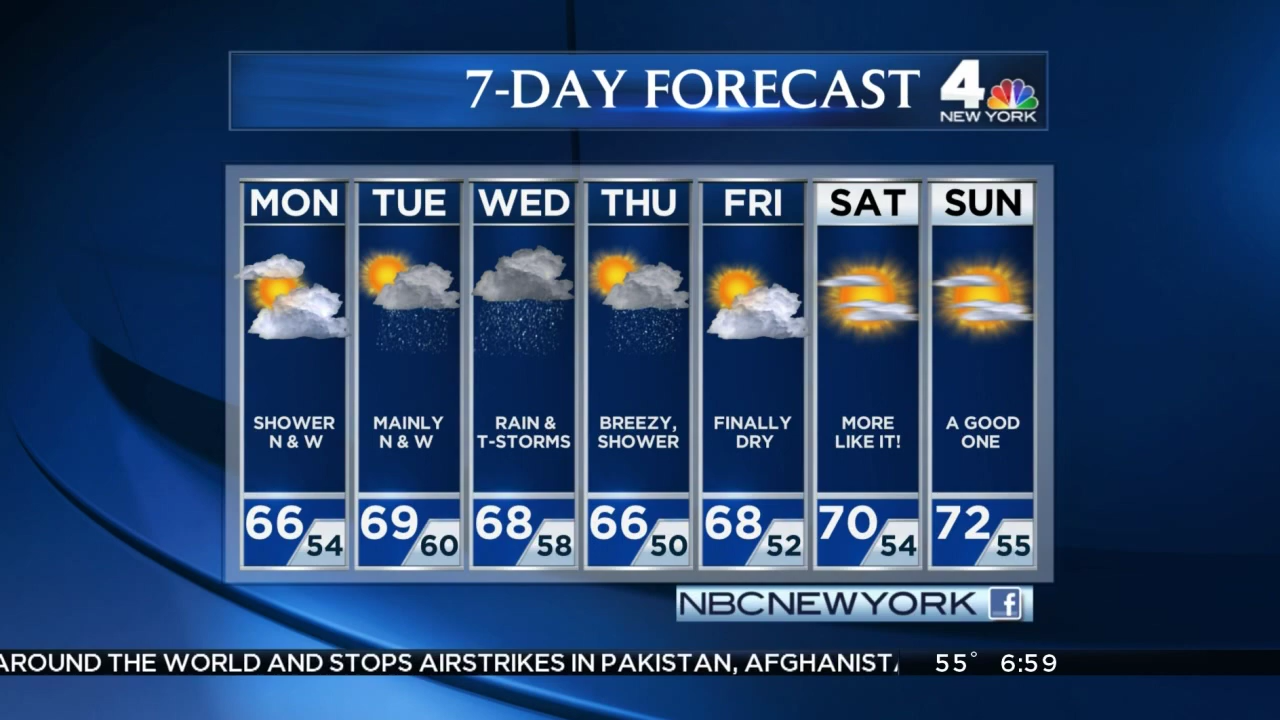 7-DAY FORECAST
4
NEW YORK
MON TUE WED THU FRI SAT SUN
SHOWER
N & W
MAINLY
N & W
RAIN &
T-STORMS
BREEZY,
SHOWER
FINALLY
DRY
MORE
LIKE IT!
A GOOD
ONE
66 54
69 60
68 58
66 50
68 52
70 54
72 55
NBCNEWYORK f
AROUND THE WORLD AND STOPS AIRSTRIKES IN PAKISTAN, 55° 6:59